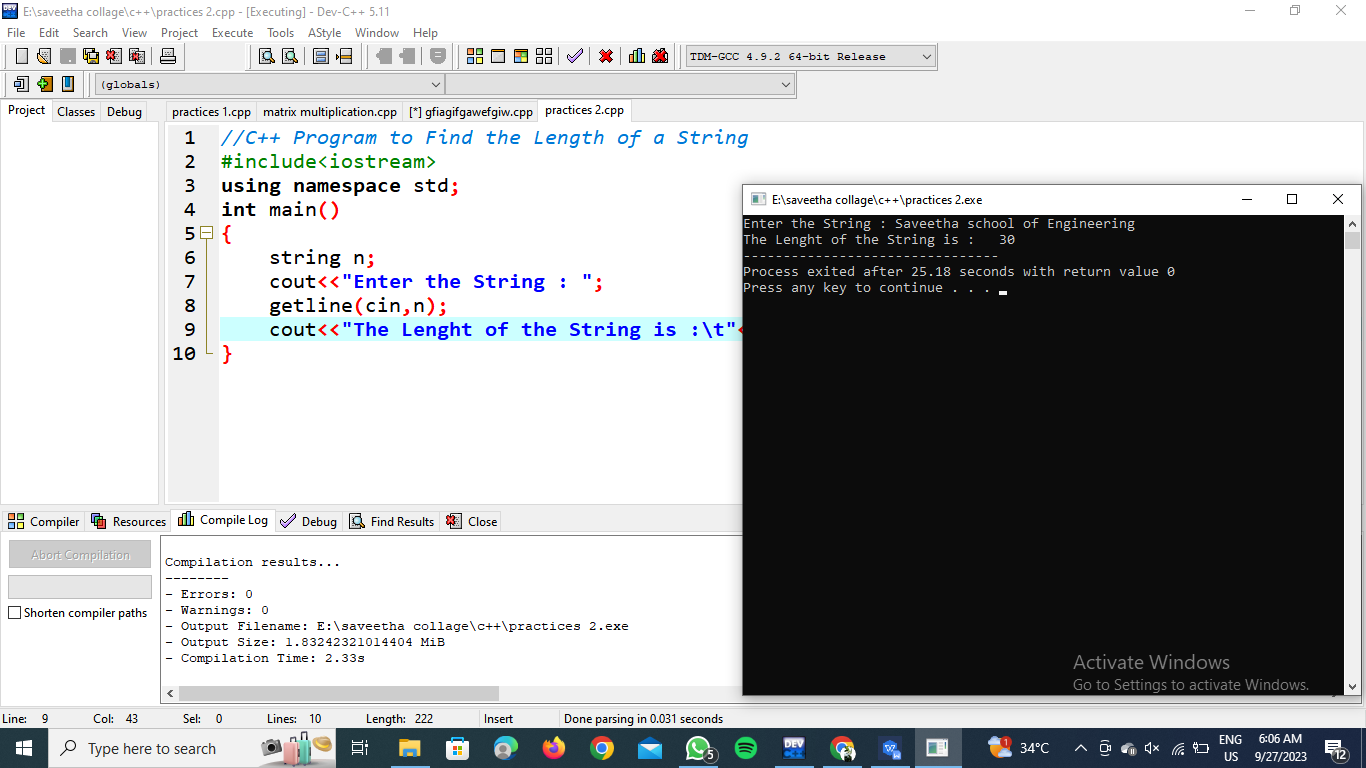 E:\saveetha collage\c++\practices 2.cpp - [Executing] - Dev-C++ 5.11
File Edit Search View Project Execute Tools AStyle Window Help
TDM-GCC 4.9.2 64-bit Release
(globals)
Project Classes Debug
practices 1.cpp matrix multiplication.cpp [*] gfiagifgawefgiw.cpp practices 2.cpp
1 //C++ Program to Find the Length of a String
2 #include<iostream>
3 using namespace std;
4 int main()
5 {
6 string n;
7 cout<<"Enter the String : ";
8 getline(cin,n);
9 cout<<"The Lenght of the String is :\t"<
10 }
E:\saveetha collage\c++\practices 2.exe
Enter the String : Saveetha school of Engineering
The Lenght of the String is :   30
--------------------------------
Process exited after 25.18 seconds with return value 0
Press any key to continue . . .
Activate Windows
Go to Settings to activate Windows.
Compiler Resources Compile Log Debug Find Results Close
Abort Compilation
Shorten compiler paths
Compilation results...
--------
- Errors: 0
- Warnings: 0
- Output Filename: E:\saveetha collage\c++\practices 2.exe
- Output Size: 1.83242321014404 MiB
- Compilation Time: 2.33s
Line: 9 Col: 43 Sel: 0 Lines: 10 Length: 222 Insert Done parsing in 0.031 seconds
Type here to search
5
DEV
C++
1
34°C
ENG
US
6:06 AM
9/27/2023
12